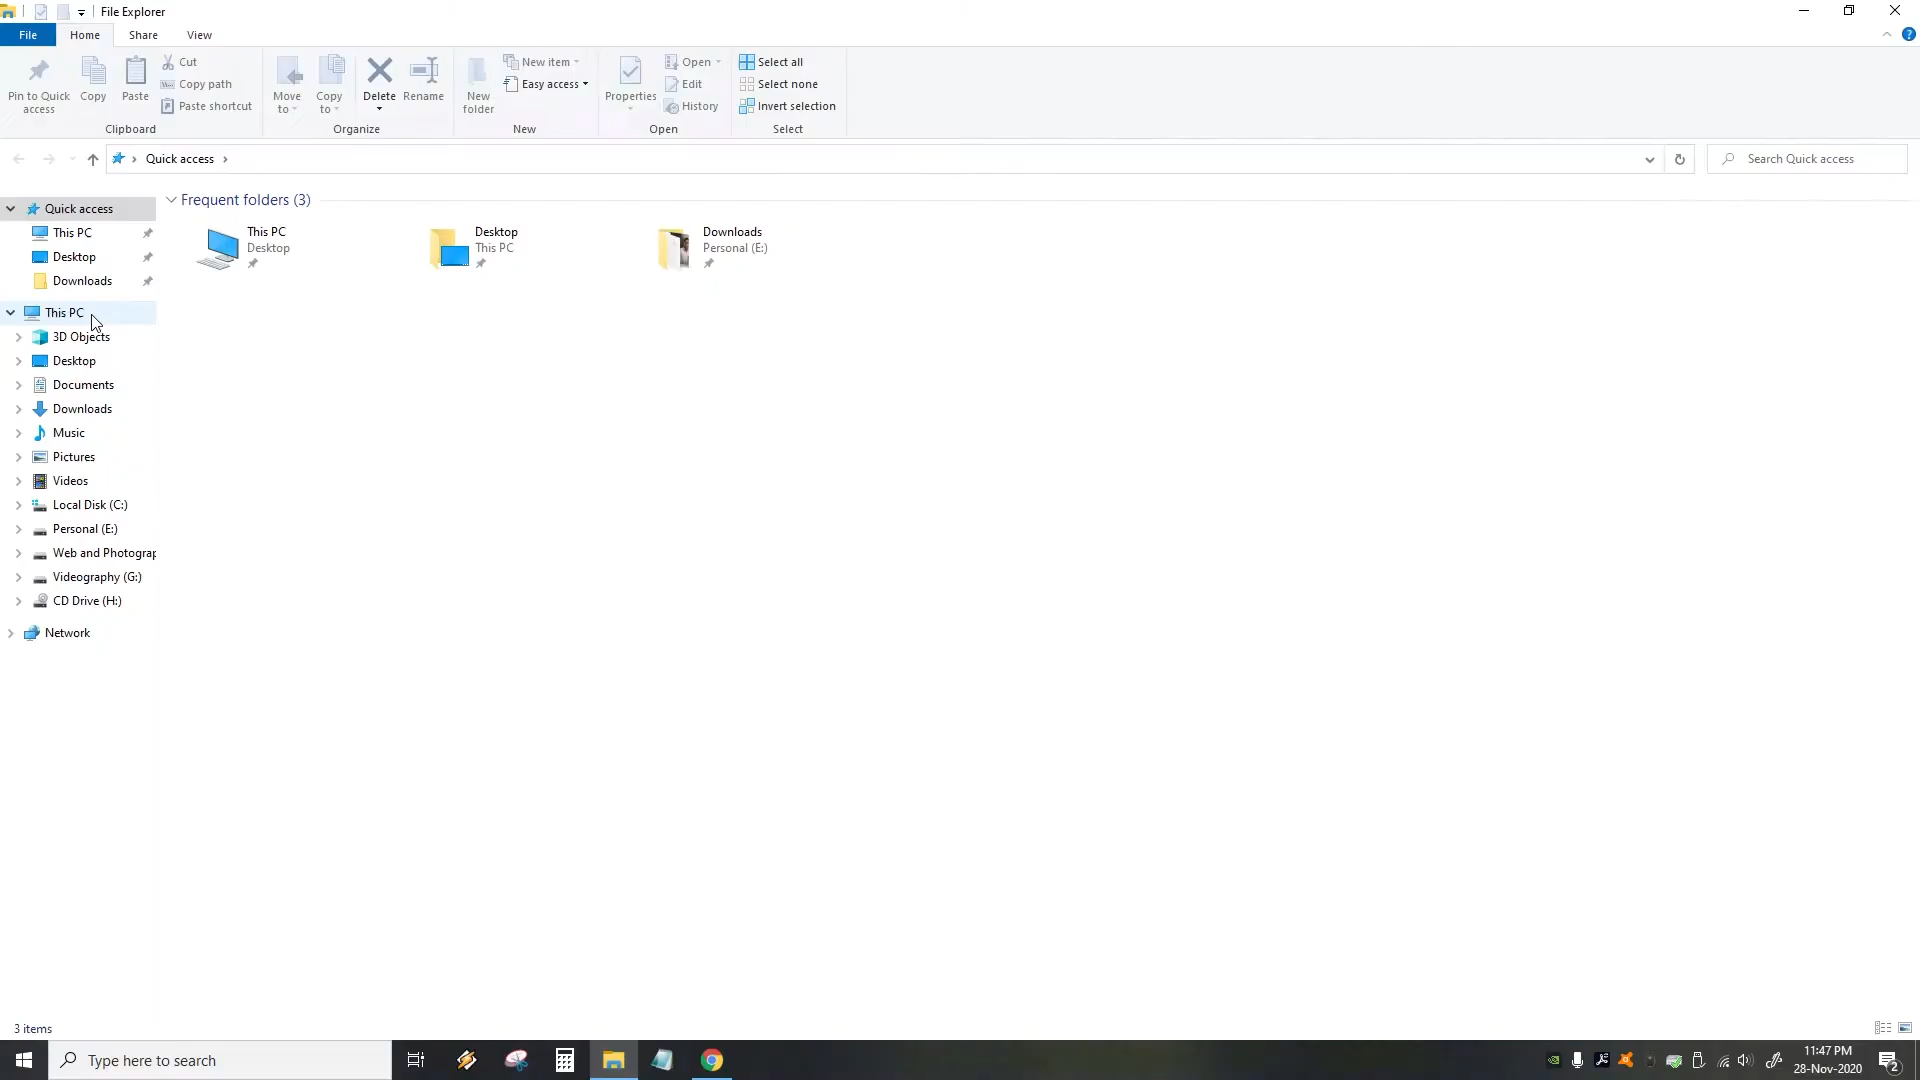 File Explorer
File Home Share View
Pin to Quick access
Copy
Paste
Cut
Copy path
Paste shortcut
Clipboard
Move to
Copy to
Delete
Rename
Organize
New folder
New item
Easy access
New
Properties
Open
Edit
History
Open
Select all
Select none
Invert selection
Select
Quick access
Search Quick access
Quick access
This PC
Desktop
Downloads
This PC
3D Objects
Desktop
Documents
Downloads
Music
Pictures
Videos
Local Disk (C:)
Personal (E:)
Web and Photograp
Videography (G:)
CD Drive (H:)
Network
Frequent folders (3)
This PC
Desktop
Desktop
This PC
Downloads
Personal (E:)
3 items
Type here to search
11:47 PM
28-Nov-2020
2